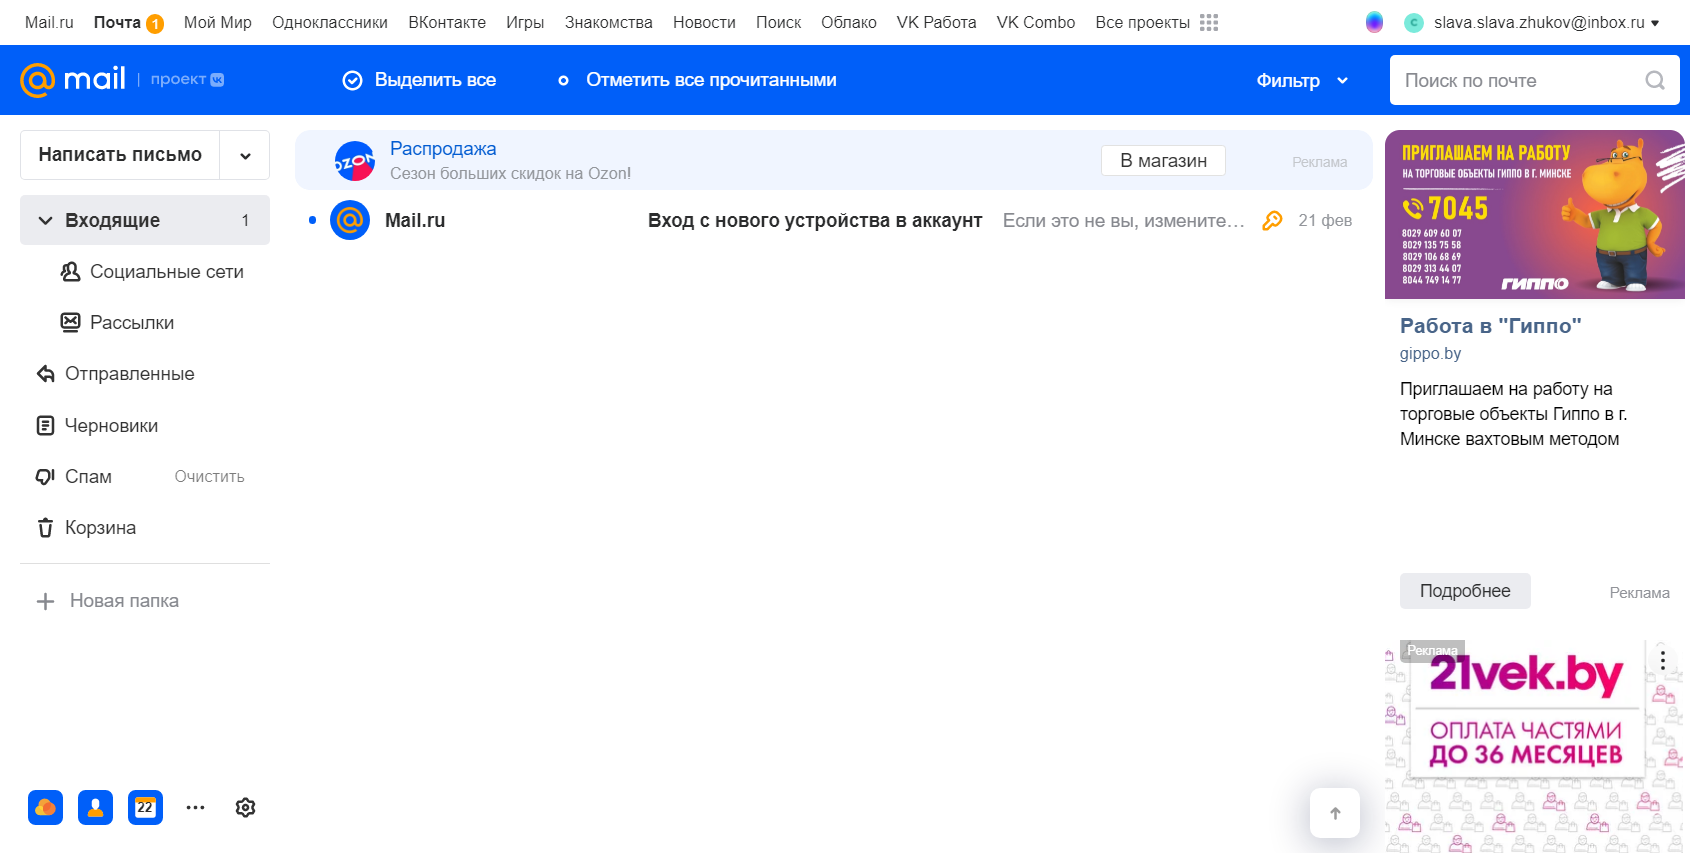 Mail.ru Почта 1 Мой Мир Одноклассники ВКонтакте Игры Знакомства Новости Поиск Облако VK Работа VK Combo Все проекты c slava.slava.zhukov@inbox.ru
@mail проект Выделить все Отметить все прочитанными Фильтр Поиск по почте
Написать письмо
Входящие 1
Социальные сети
Рассылки
Отправленные
Черновики
Спам Очистить
Корзина
Новая папка
22
OZON Распродажа В магазин Реклама
Сезон больших скидок на Ozon!
Mail.ru Вход с нового устройства в аккаунт Если это не вы, измените… 21 фев
ПРИГЛАШАЕМ НА РАБОТУ
НА ТОРГОВЫЕ ОБЪЕКТЫ ГИППО В Г. МИНСКЕ
7045
8029 609 60 07
8029 135 75 58
8029 106 68 69
8029 313 44 07
8044 749 14 77
ГИППО
Работа в "Гиппо"
gippo.by
Приглашаем на работу на
торговые объекты Гиппо в г.
Минске вахтовым методом
Подробнее Реклама
Реклама
21vek.by
ОПЛАТА ЧАСТЯМИ
ДО 36 МЕСЯЦЕВ